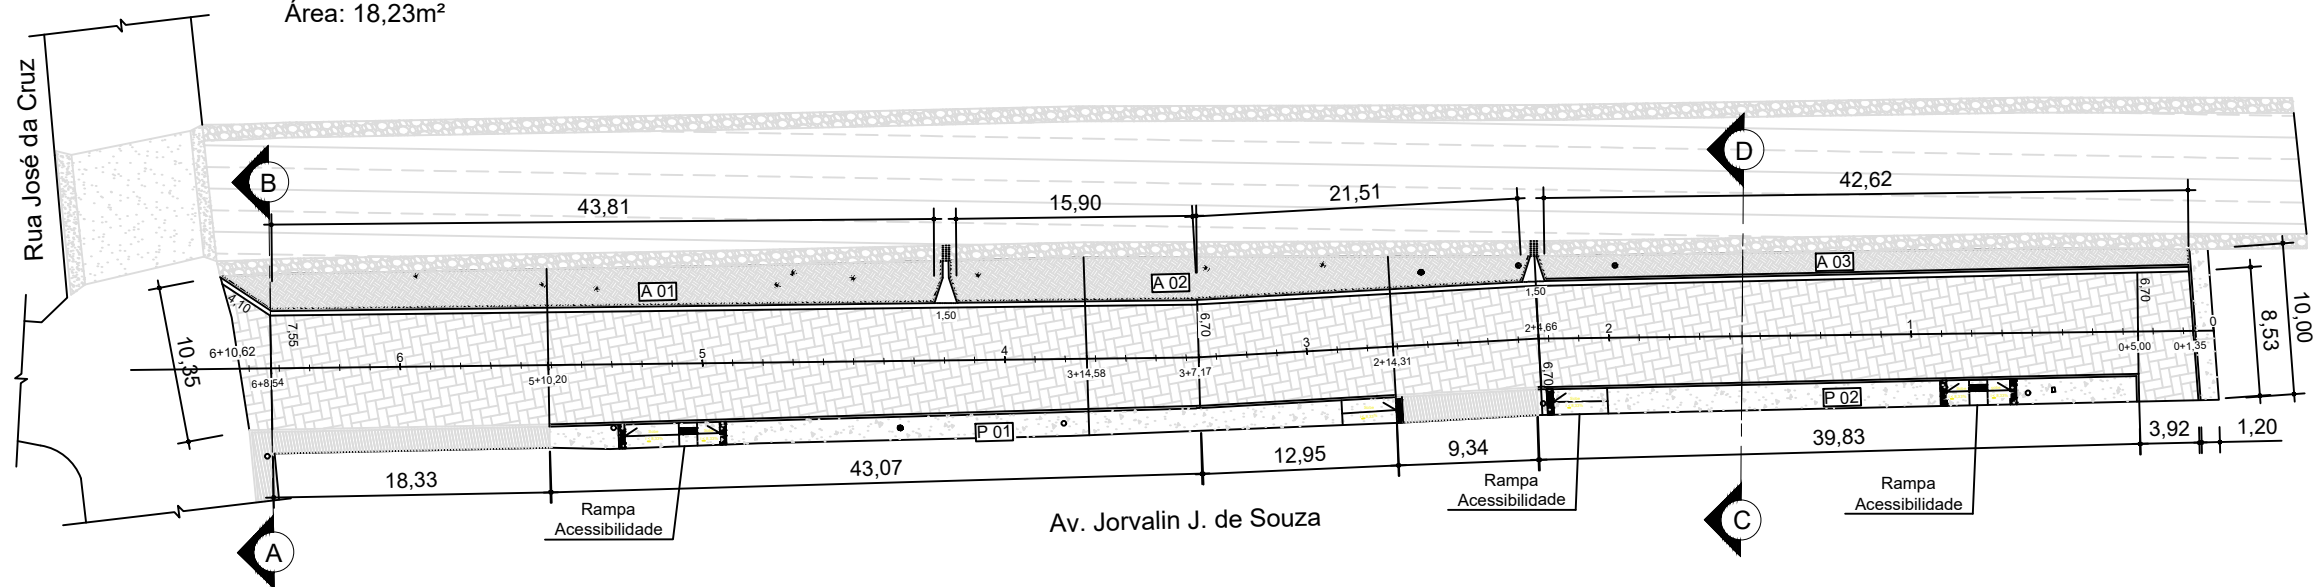 Área: 18,23m²
Rua José da Cruz
B
D
43,81
15,90
21,51
42,62
A 01
A 02
A 03
4,10
1,50
1,50
10,35
7,55
6,70
6,70
6,70
8,53
10,00
6+10,62
6+8,54
6
5+10,20
5
4
3+14,58
3+7,17
3
2+14,31
2+4,66
2
1
0+5,00
0+1,35
0
P 01
P 02
18,33
43,07
12,95
9,34
39,83
3,92
1,20
Rampa
Acessibilidade
Rampa
Acessibilidade
Rampa
Acessibilidade
Av. Jorvalin J. de Souza
A
C